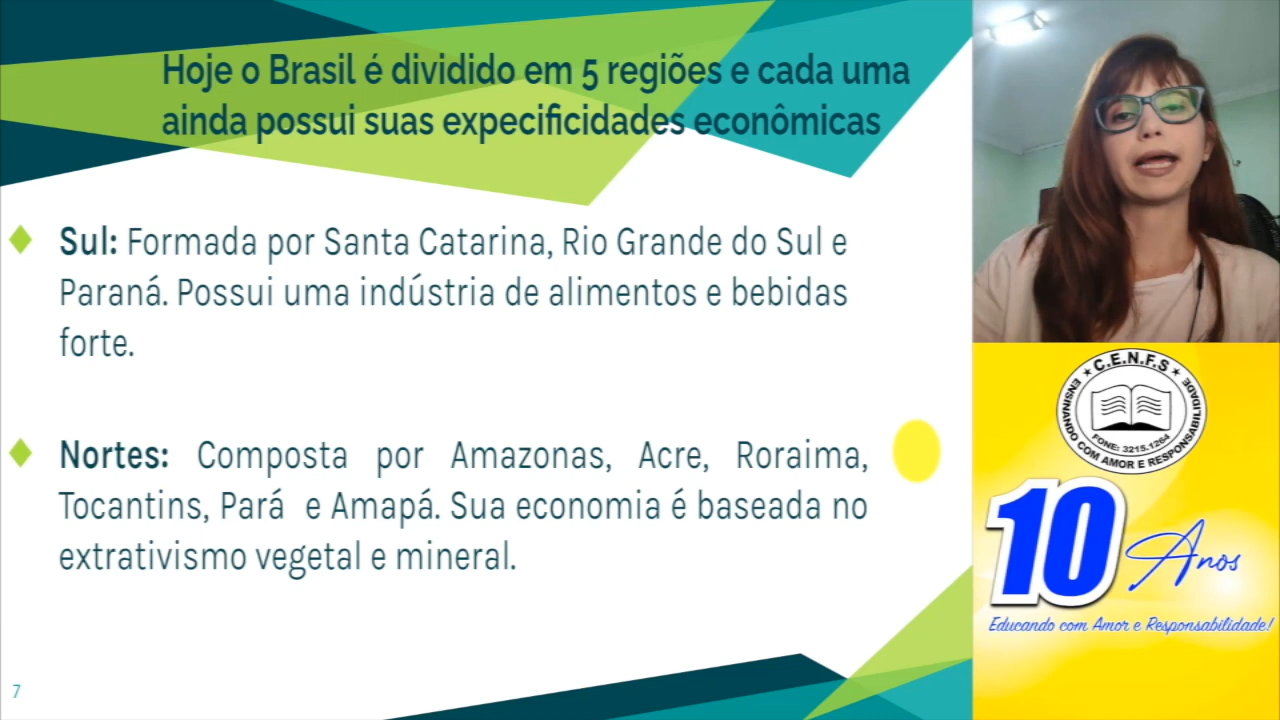 Hoje o Brasil é dividido em 5 regiões e cada uma
ainda possui suas expecificidades econômicas
Sul: Formada por Santa Catarina, Rio Grande do Sul e
Paraná. Possui uma indústria de alimentos e bebidas
forte.
Nortes: Composta por Amazonas, Acre, Roraima,
Tocantins, Pará e Amapá. Sua economia é baseada no
extrativismo vegetal e mineral.
7
C.E.N.F.S
ENSINANDO COM AMOR E RESPONSABILIDADE
FONE: 3215.1264
10 Anos
Educando com Amor e Responsabilidade!